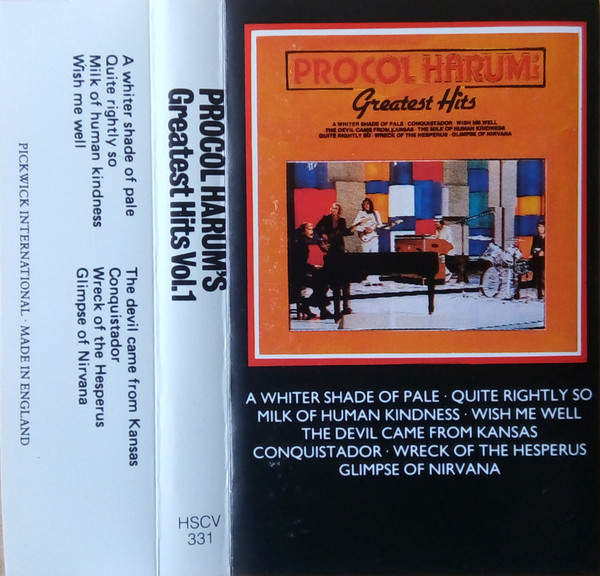 A whiter shade of pale
Quite rightly so
Milk of human kindness
Wish me well
The devil came from Kansas
Conquistador
Wreck of the Hesperus
Glimpse of Nirvana
PICKWICK INTERNATIONAL · MADE IN ENGLAND
PROCOL HARUM'S
Greatest Hits Vol.1
HSCV
331
PROCOL HARUM'S
Greatest Hits
A WHITER SHADE OF PALE · CONQUISTADOR · WISH ME WELL
THE DEVIL CAME FROM KANSAS · THE MILK OF HUMAN KINDNESS
QUITE RIGHTLY SO · WRECK OF THE HESPERUS · GLIMPSE OF NIRVANA
A WHITER SHADE OF PALE · QUITE RIGHTLY SO
MILK OF HUMAN KINDNESS · WISH ME WELL
THE DEVIL CAME FROM KANSAS
CONQUISTADOR · WRECK OF THE HESPERUS
GLIMPSE OF NIRVANA